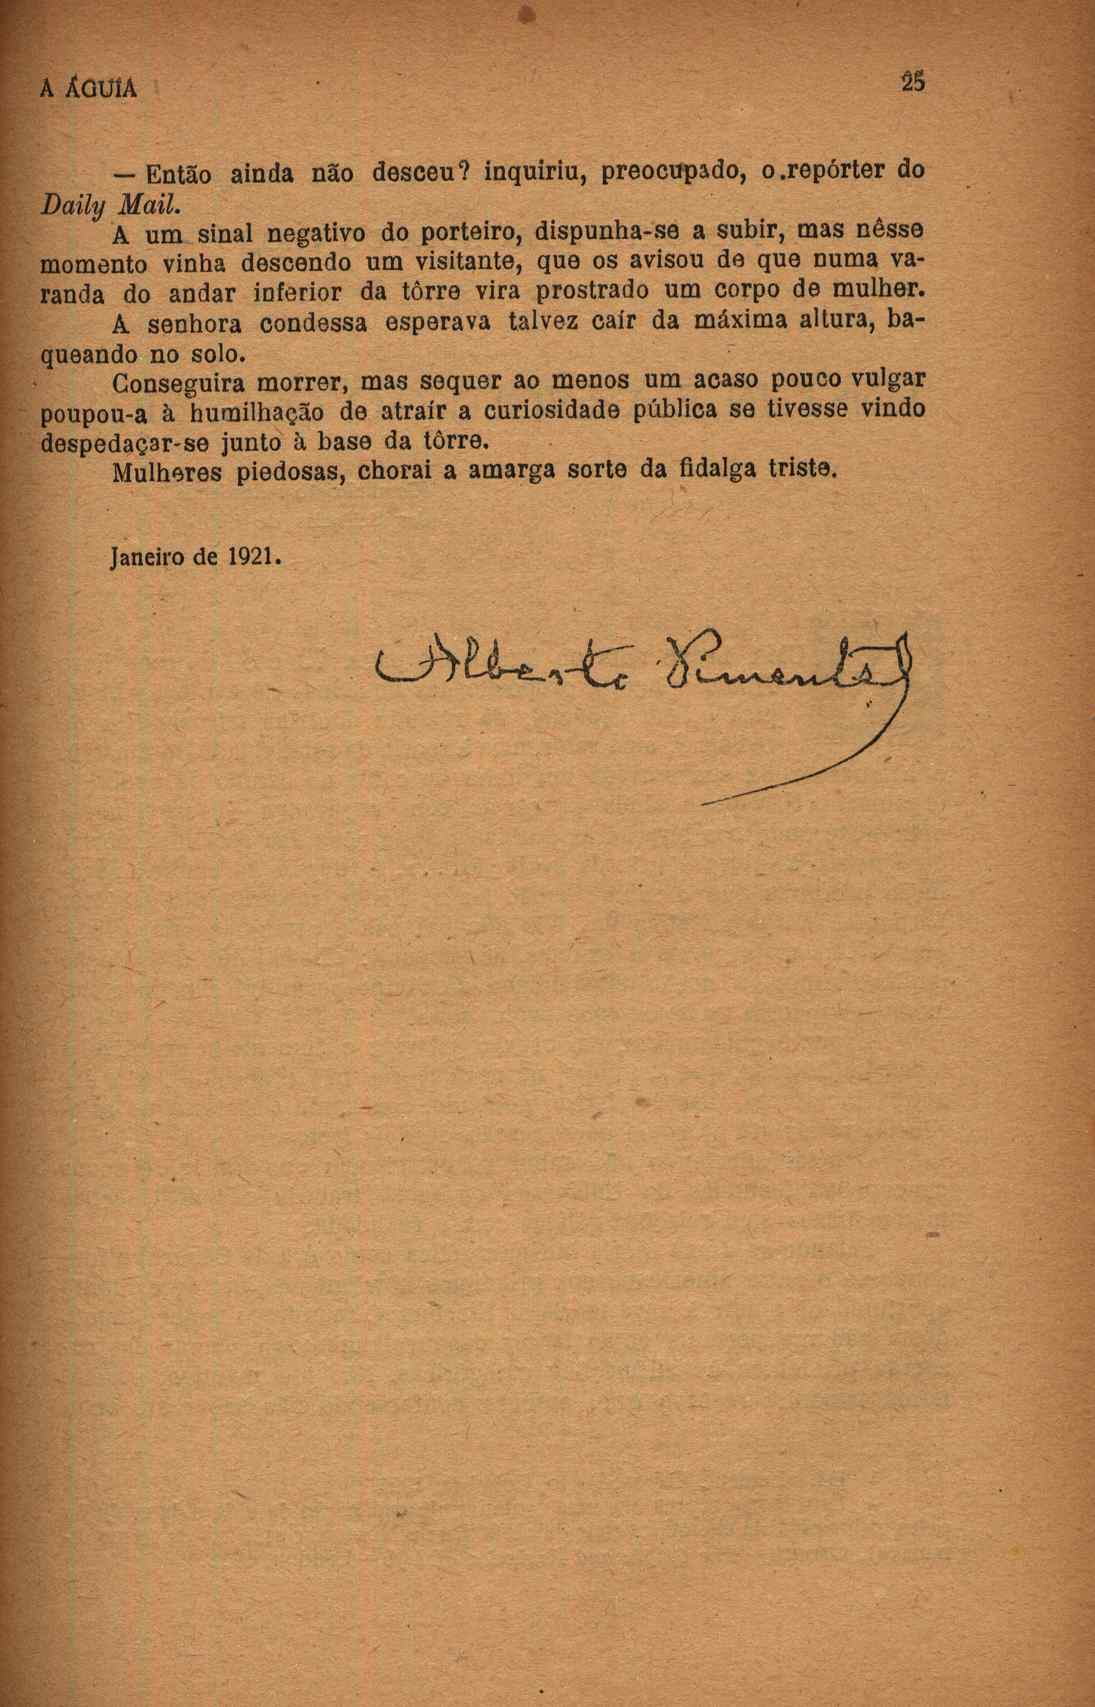 A ÁGUIA 25
— Então ainda não desceu? inquiriu, preocupado, o repórter do
Daily Mail.
A um sinal negativo do porteiro, dispunha-se a subir, mas nêsse
momento vinha descendo um visitante, que os avisou de que numa va-
randa do andar inferior da tôrre vira prostrado um corpo de mulher.
A senhora condessa esperava talvez caír da máxima altura, ba-
queando no solo.
Conseguira morrer, mas sequer ao menos um acaso pouco vulgar
poupou-a à humilhação de atraír a curiosidade pública se tivesse vindo
despedaçar-se junto à base da tôrre.
Mulheres piedosas, chorai a amarga sorte da fidalga triste.
Janeiro de 1921.
Alberto Pimentel